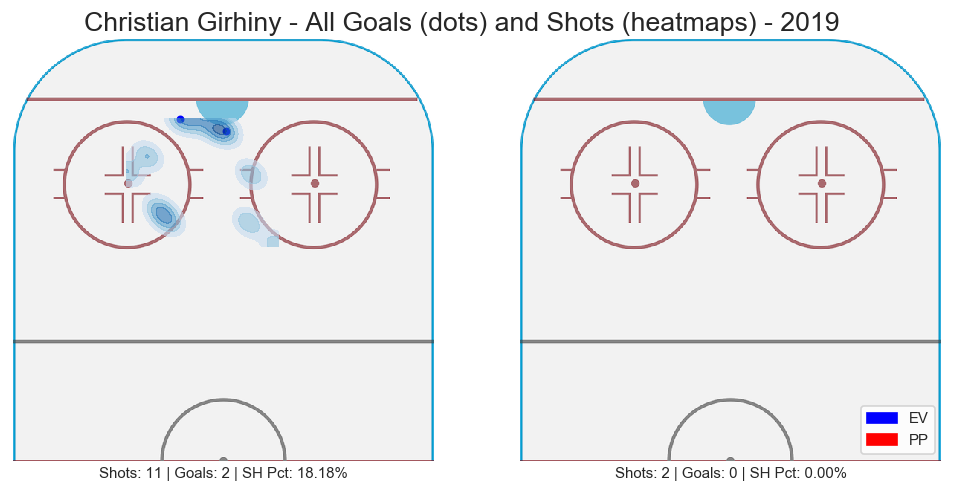 Christian Girhiny - All Goals (dots) and Shots (heatmaps) - 2019
EV
PP
Shots: 11 | Goals: 2 | SH Pct: 18.18%
Shots: 2 | Goals: 0 | SH Pct: 0.00%